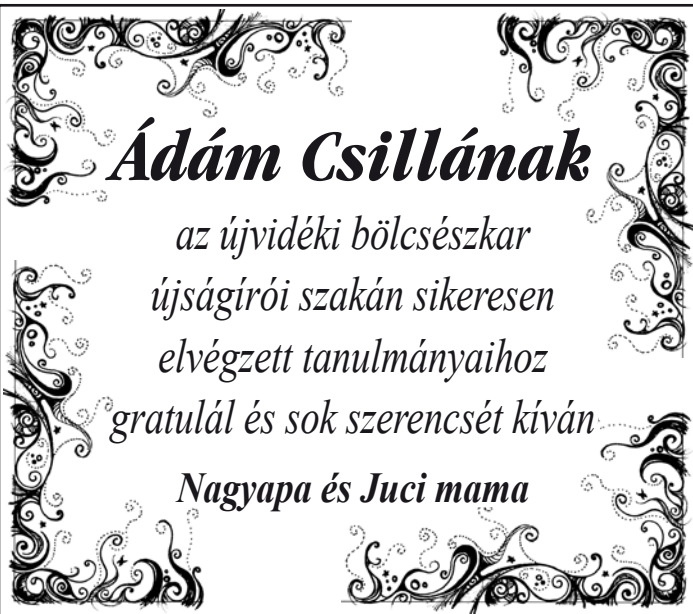 Ádám Csillának
az újvidéki bölcsészkar
újságírói szakán sikeresen
elvégzett tanulmányaihoz
gratulál és sok szerencsét kíván
Nagyapa és Juci mama